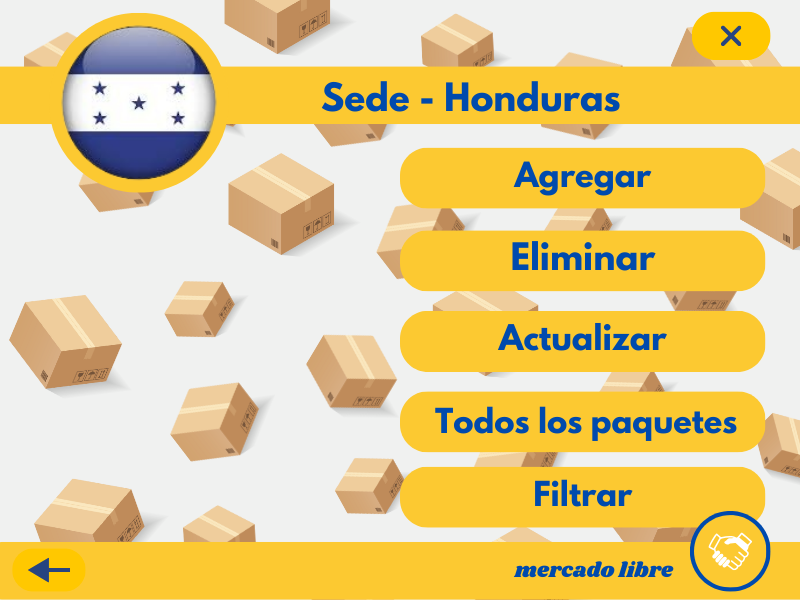 Sede - Honduras
Agregar
Eliminar
Actualizar
Todos los paquetes
Filtrar
mercado libre